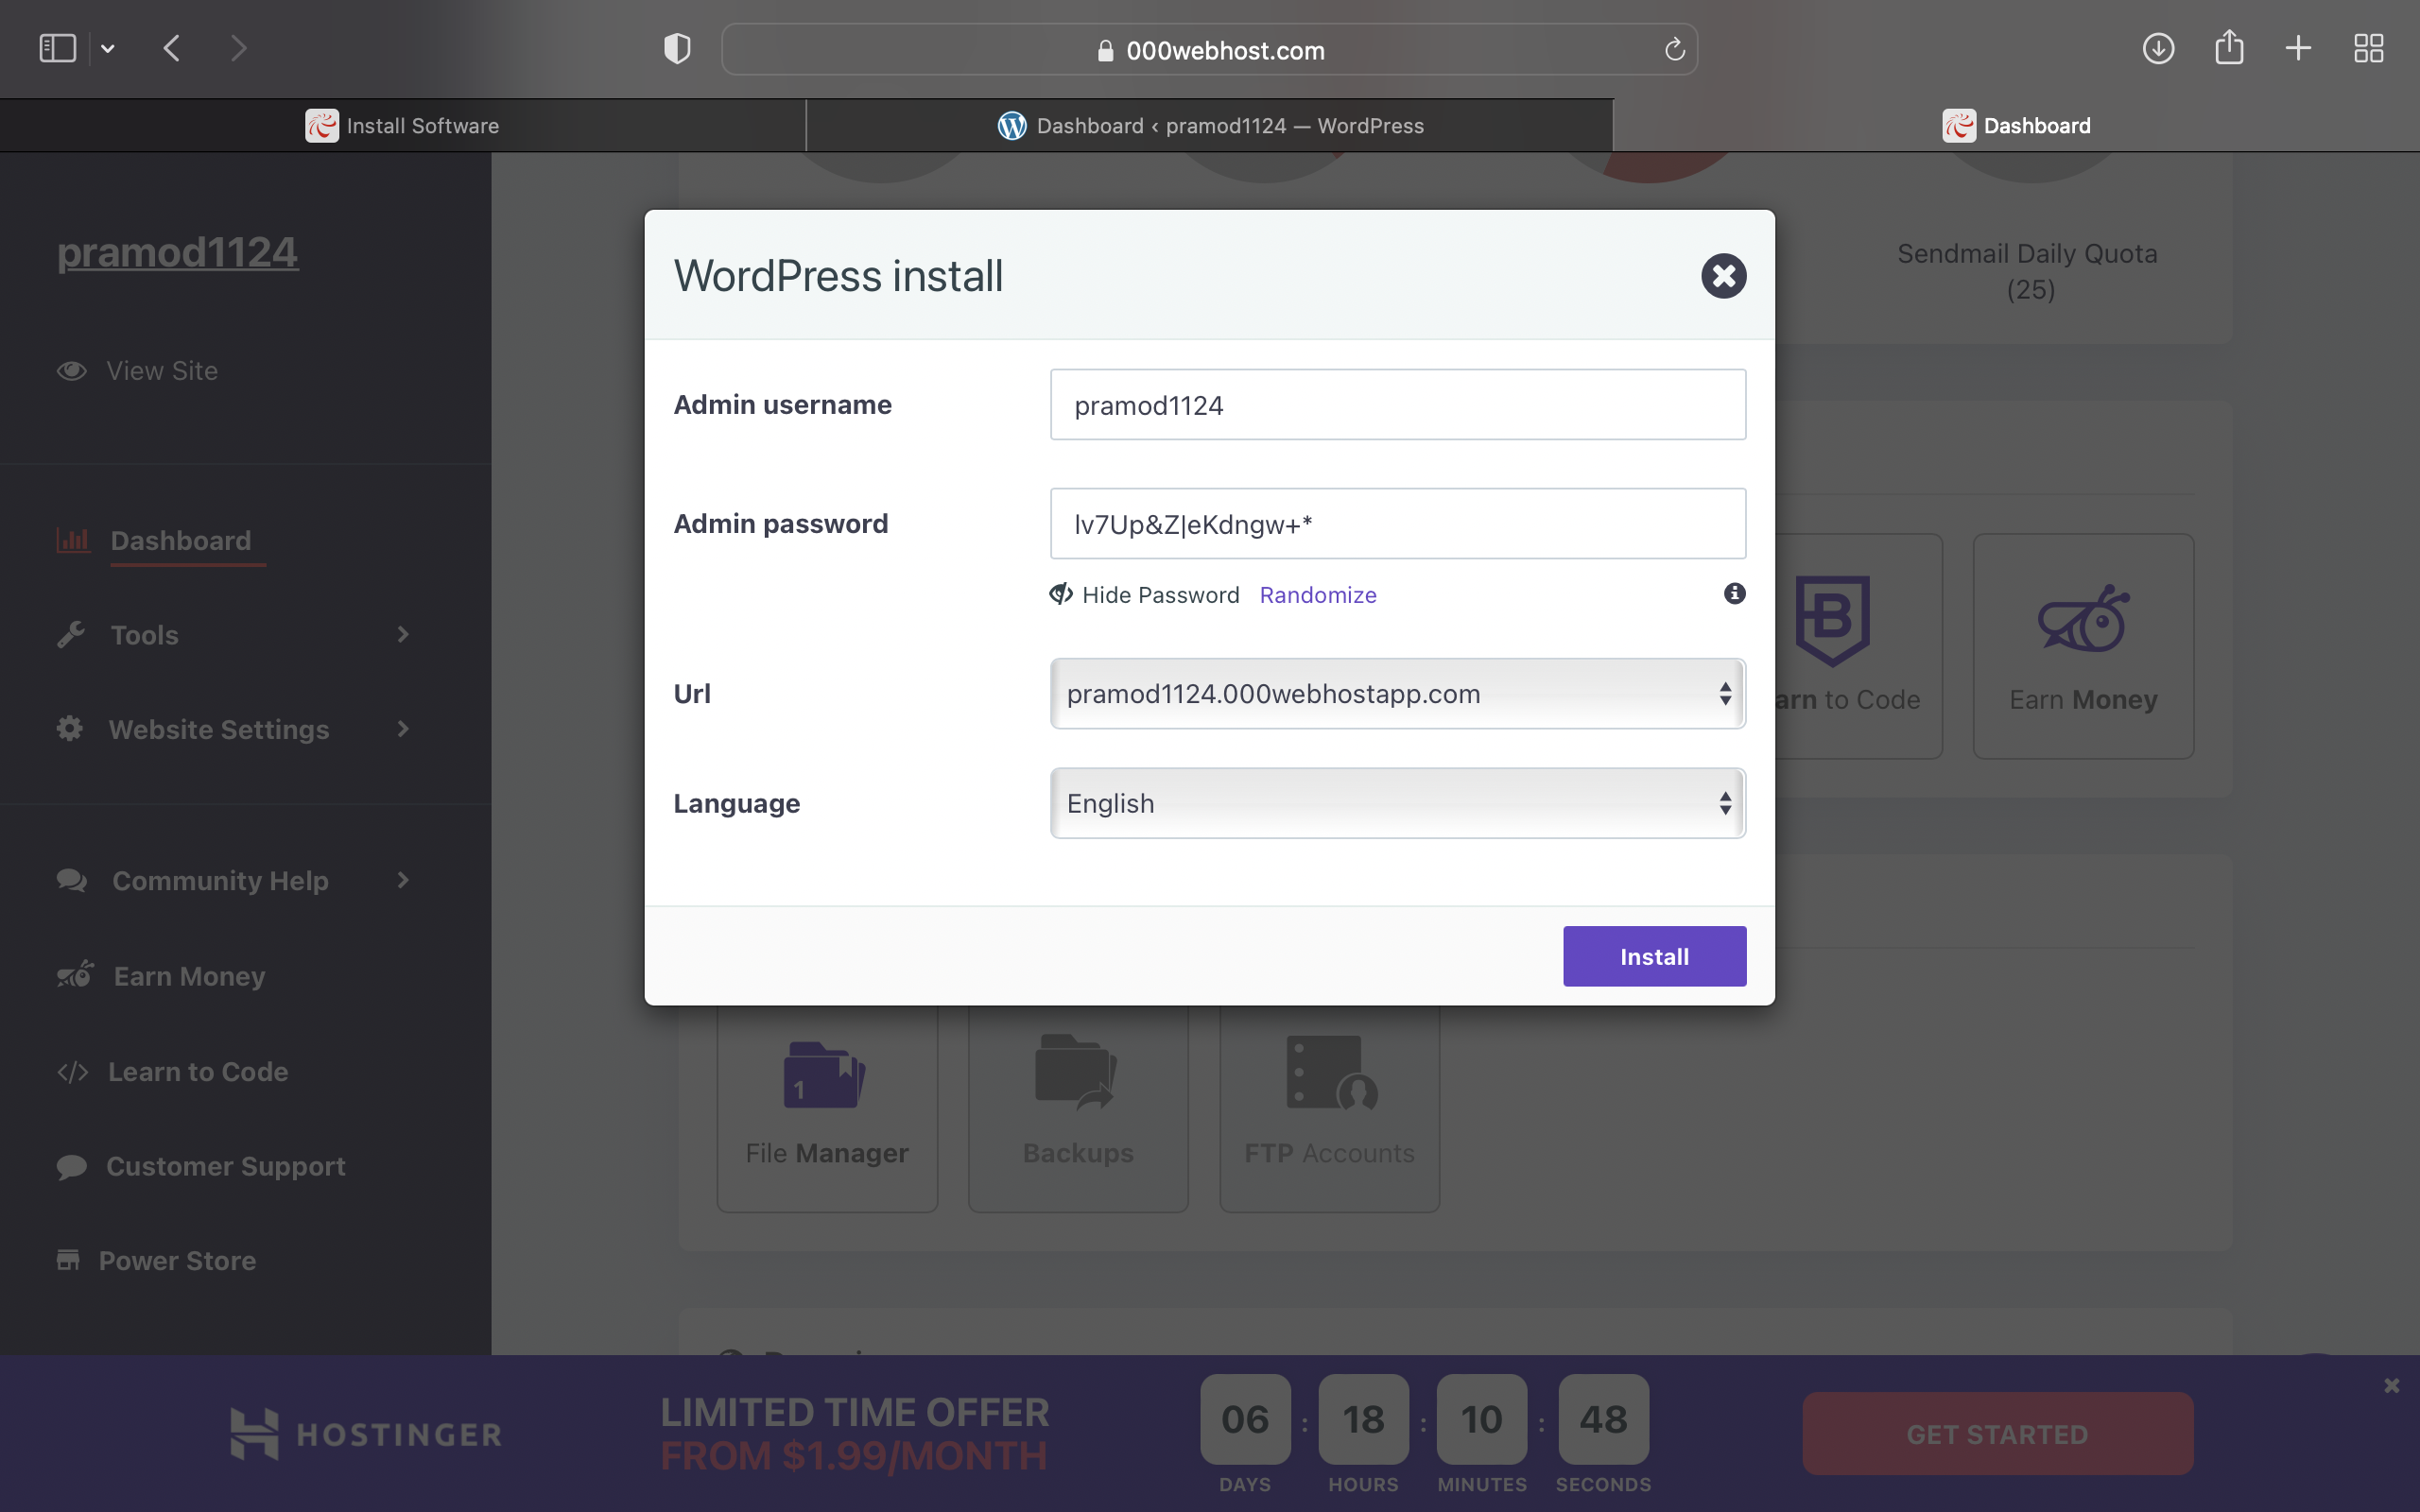 000webhost.com
Install Software
Dashboard ‹ pramod1124 — WordPress
Dashboard
pramod1124
View Site
Dashboard
Tools
Website Settings
Community Help
Earn Money
Learn to Code
Customer Support
Power Store
Sendmail Daily Quota
(25)
WordPress install
Admin username
pramod1124
Admin password
lv7Up&Z|eKdngw+*
Hide Password Randomize
Url
pramod1124.000webhostapp.com
Language
English
Install
arn to Code
Earn Money
1
File Manager
Backups
FTP Accounts
HOSTINGER
LIMITED TIME OFFER
FROM $1.99/MONTH
06 : 18 : 10 : 48
DAYS HOURS MINUTES SECONDS
GET STARTED